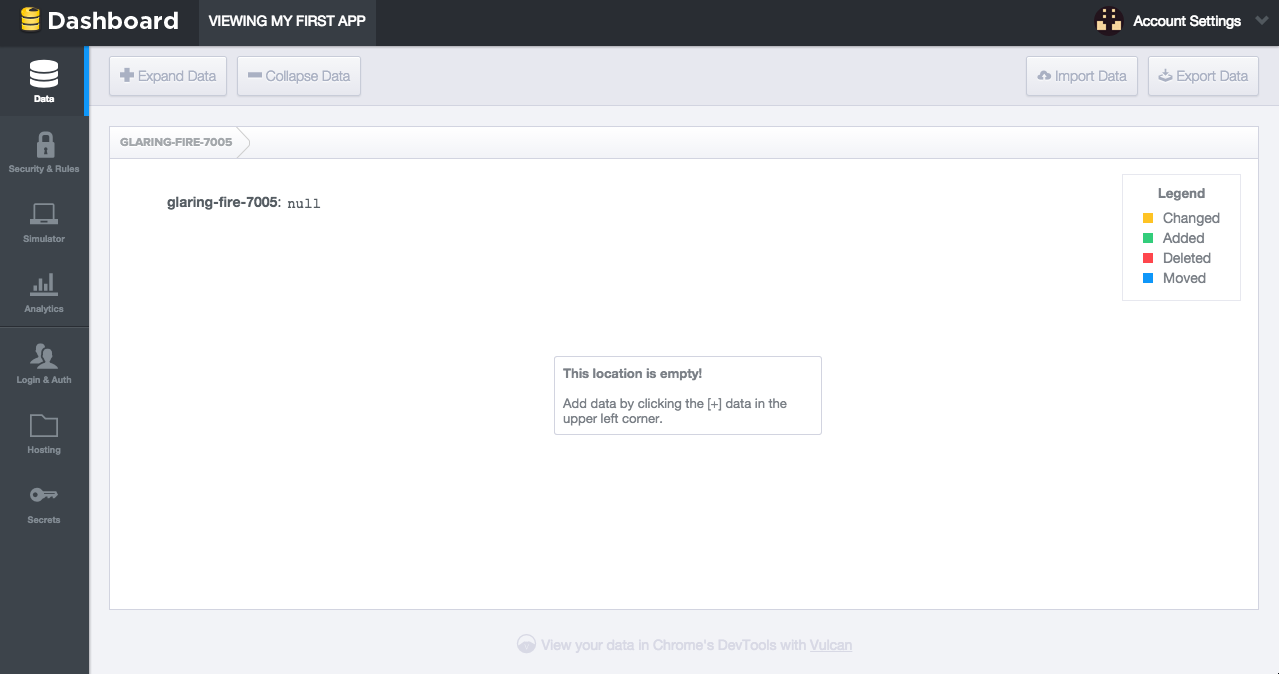 Dashboard
VIEWING MY FIRST APP
Account Settings
Data
Security & Rules
Simulator
Analytics
Login & Auth
Hosting
Secrets
Expand Data
Collapse Data
Import Data
Export Data
GLARING-FIRE-7005
glaring-fire-7005: null
Legend
Changed
Added
Deleted
Moved
This location is empty!
Add data by clicking the [+] data in the
upper left corner.
View your data in Chrome's DevTools with Vulcan